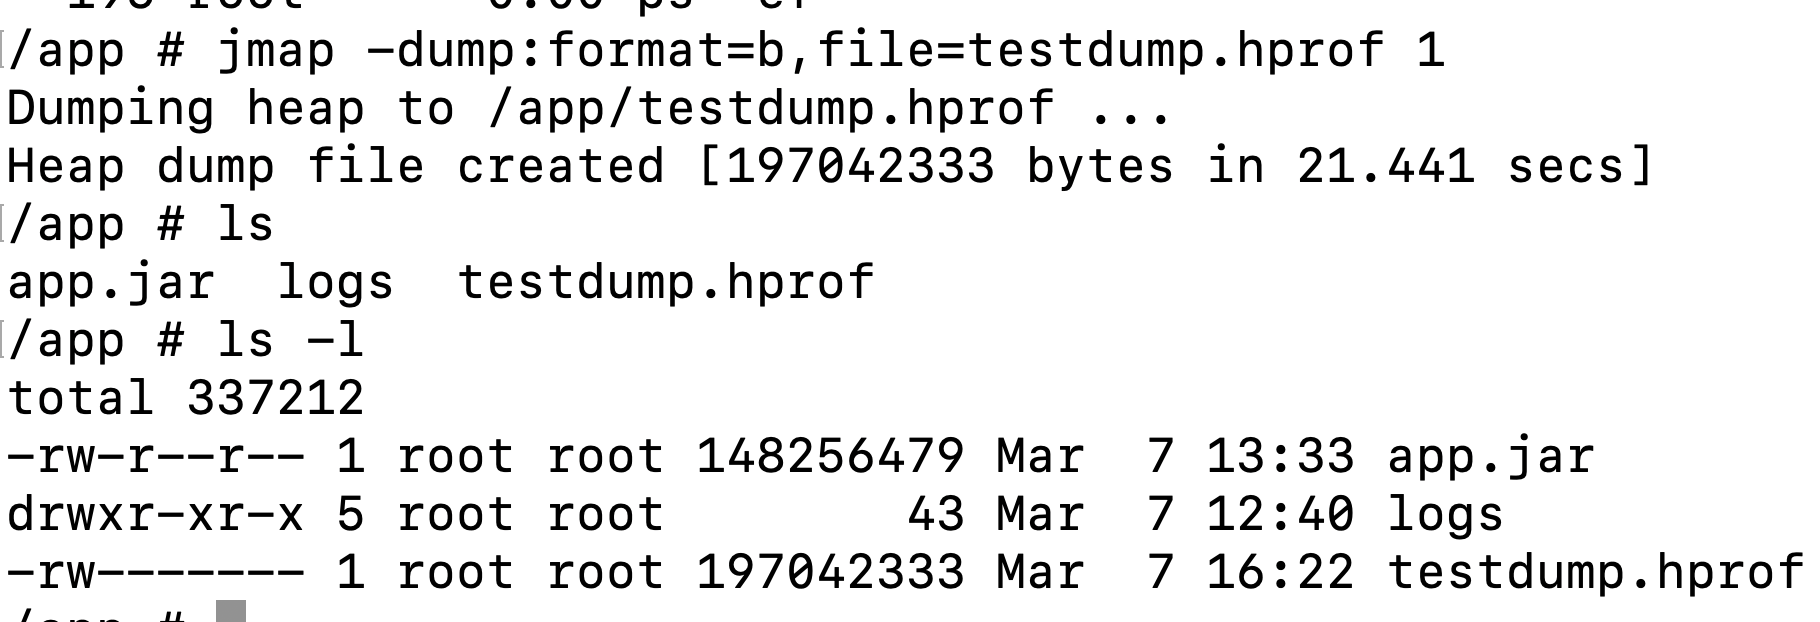 /app # jmap -dump:format=b,file=testdump.hprof 1
Dumping heap to /app/testdump.hprof ...
Heap dump file created [197042333 bytes in 21.441 secs]
/app # ls
app.jar  logs  testdump.hprof
/app # ls -l
total 337212
-rw-r--r-- 1 root root 148256479 Mar  7 13:33 app.jar
drwxr-xr-x 5 root root        43 Mar  7 12:40 logs
-rw------- 1 root root 197042333 Mar  7 16:22 testdump.hprof
/app #